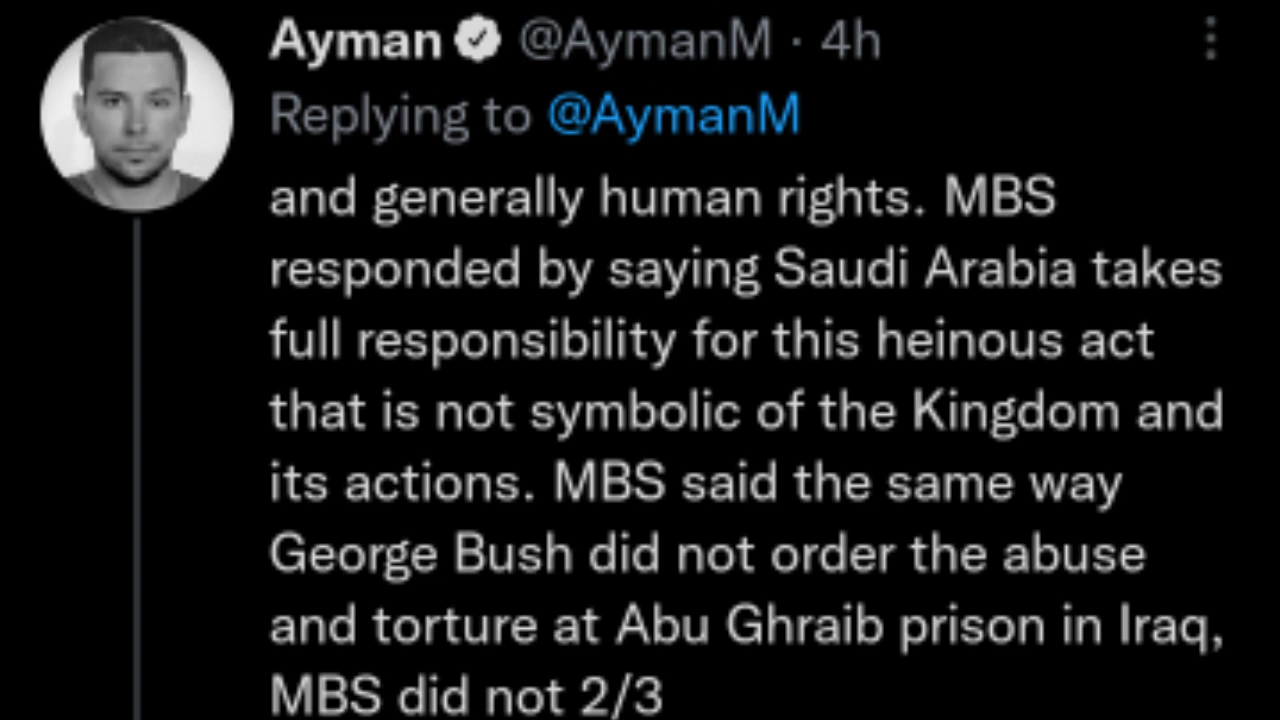 Ayman @AymanM · 4h
Replying to @AymanM
and generally human rights. MBS
responded by saying Saudi Arabia takes
full responsibility for this heinous act
that is not symbolic of the Kingdom and
its actions. MBS said the same way
George Bush did not order the abuse
and torture at Abu Ghraib prison in Iraq,
MBS did not 2/3